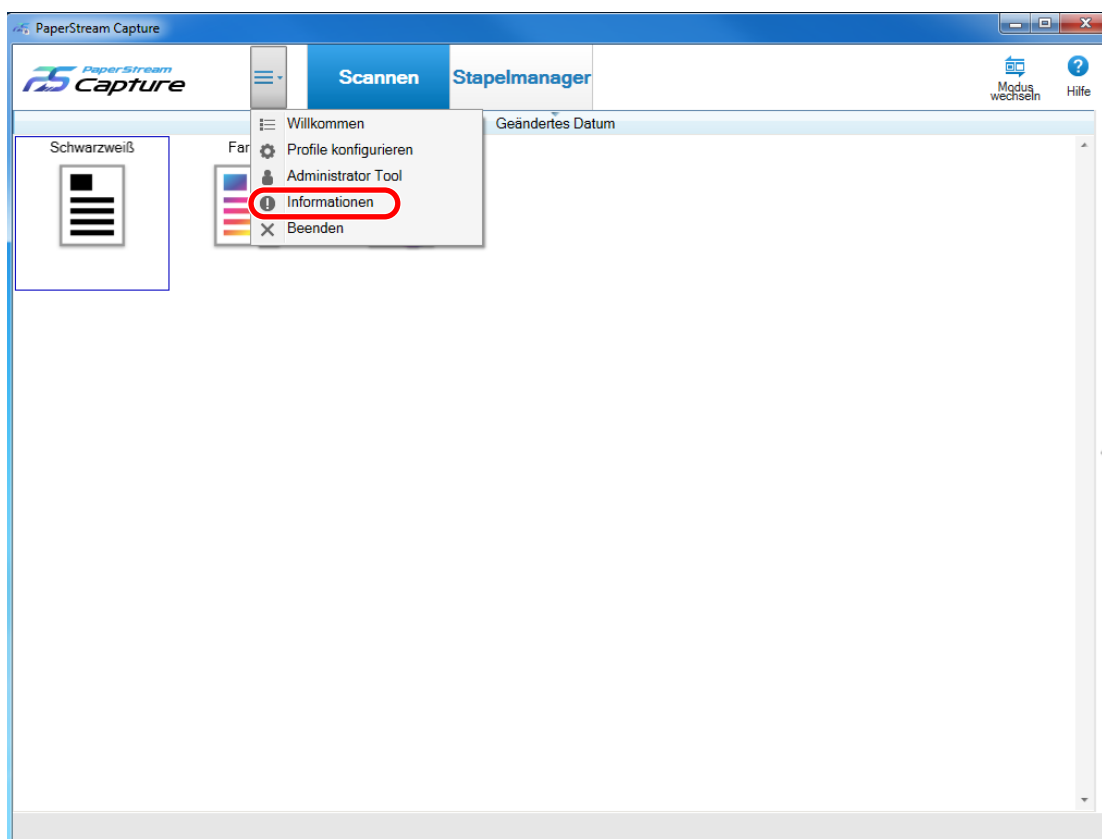 PaperStream Capture
PaperStream
Capture
Scannen
Stapelmanager
Modus
wechseln
Hilfe
Geändertes Datum
Willkommen
Profile konfigurieren
Administrator Tool
Informationen
Beenden
Schwarzweiß